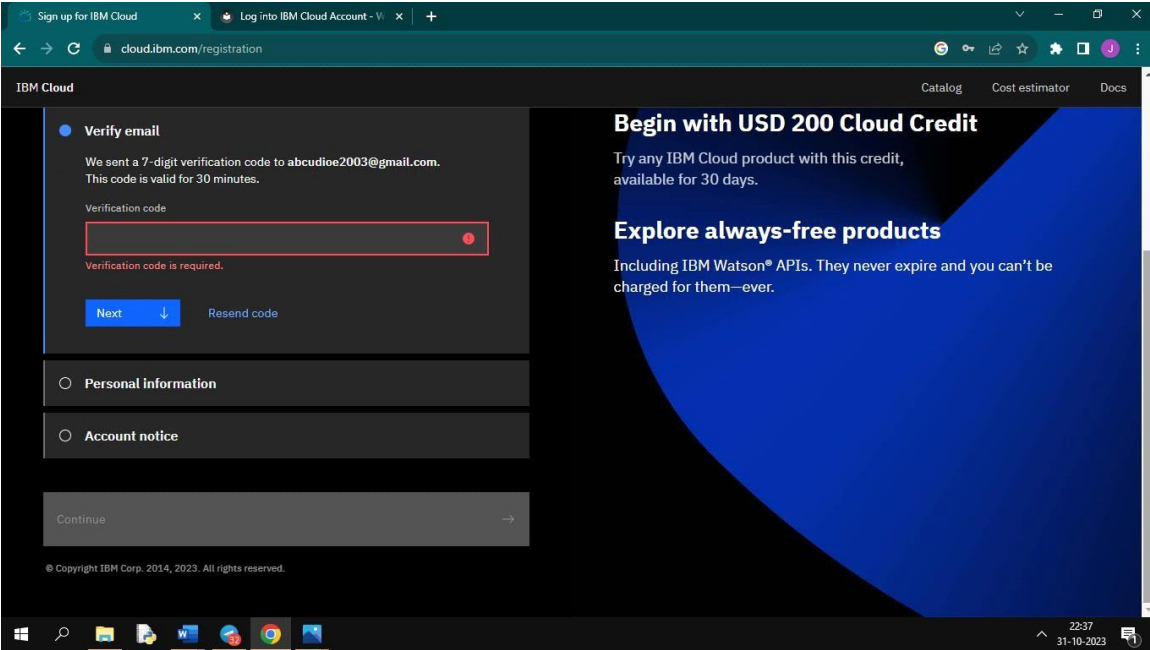 Sign up for IBM Cloud
Log into IBM Cloud Account - W
cloud.ibm.com/registration
J
IBM Cloud
Catalog
Cost estimator
Docs
Verify email
We sent a 7-digit verification code to abcudioe2003@gmail.com.
This code is valid for 30 minutes.
Verification code
Verification code is required.
Next
Resend code
Personal information
Account notice
Continue
© Copyright IBM Corp. 2014, 2023. All rights reserved.
Begin with USD 200 Cloud Credit
Try any IBM Cloud product with this credit,
available for 30 days.
Explore always-free products
Including IBM Watson® APIs. They never expire and you can't be
charged for them—ever.
22:37
31-10-2023